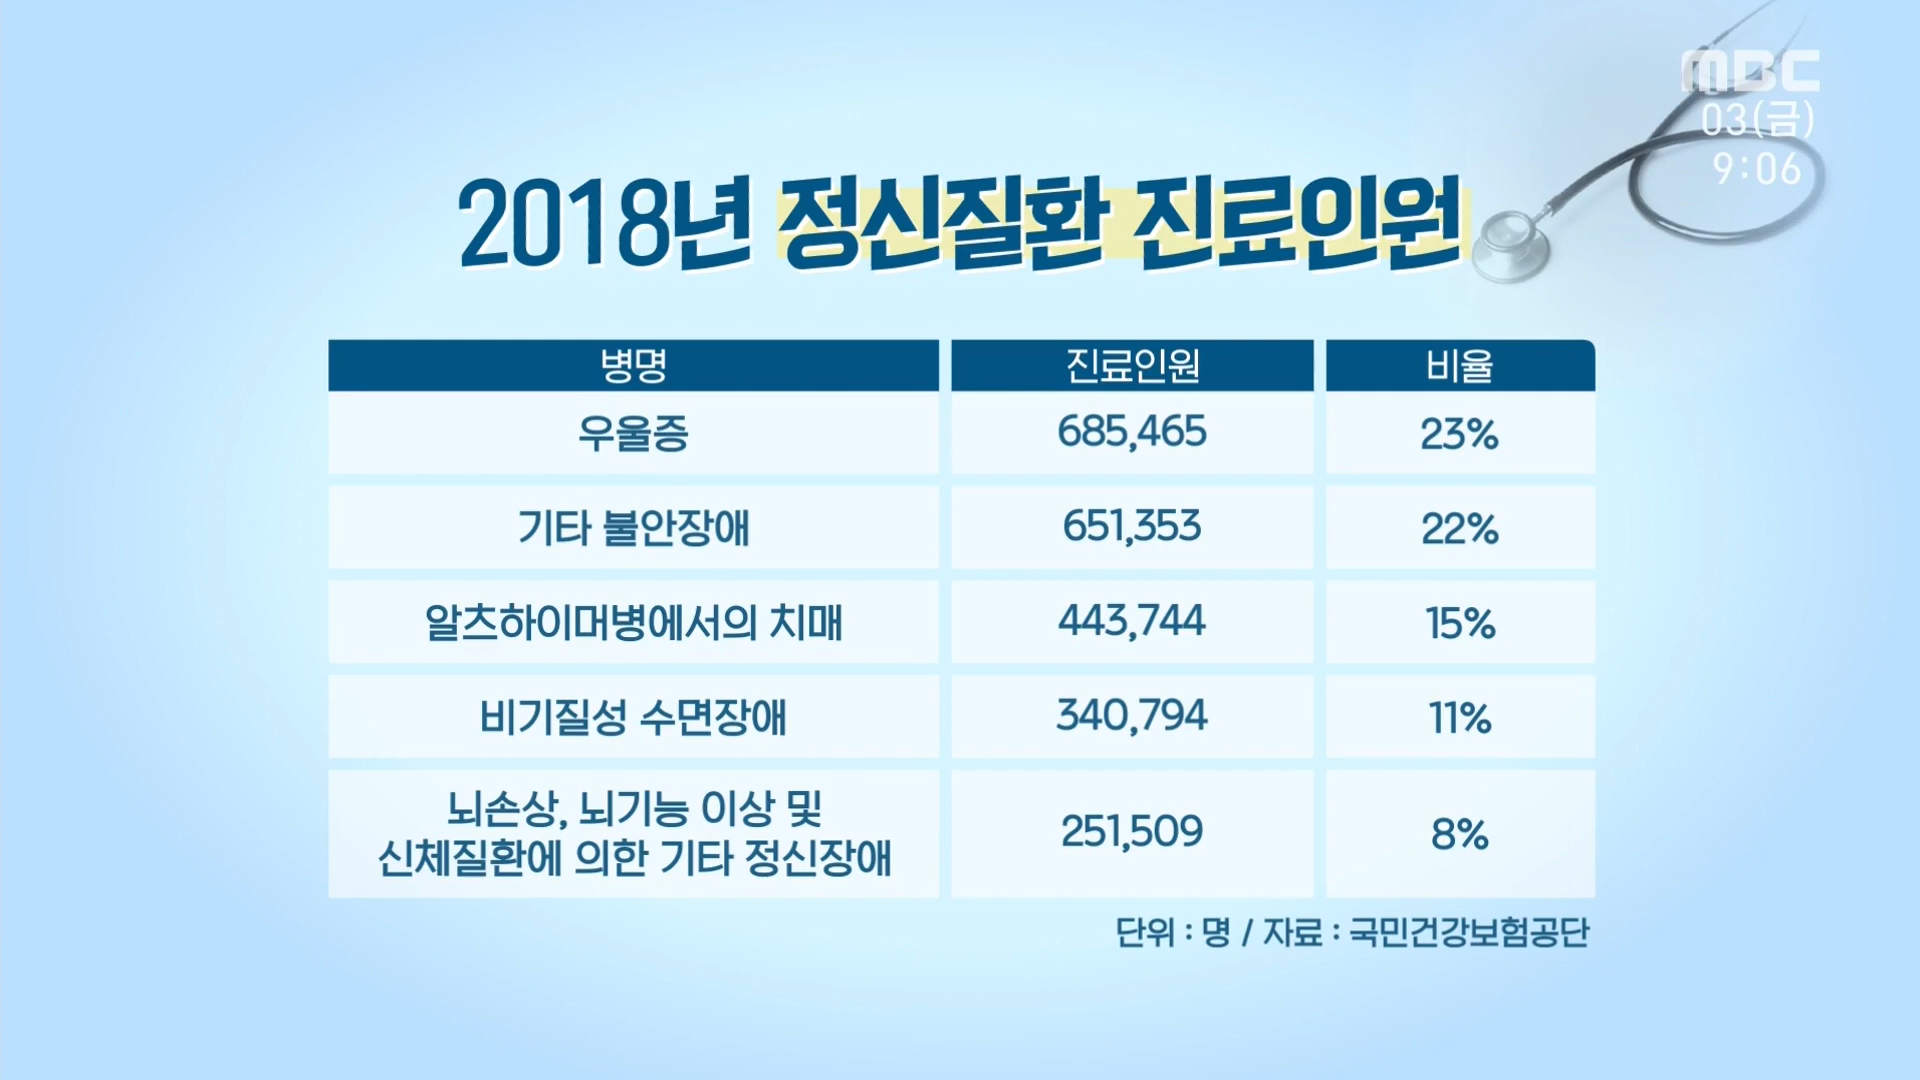 MBC
03(금)
9:06
2018년 정신질환 진료인원
병명 진료인원 비율
우울증 685,465 23%
기타 불안장애 651,353 22%
알츠하이머병에서의 치매 443,744 15%
비기질성 수면장애 340,794 11%
뇌손상, 뇌기능 이상 및
신체질환에 의한 기타 정신장애 251,509 8%
단위 : 명 / 자료 : 국민건강보험공단